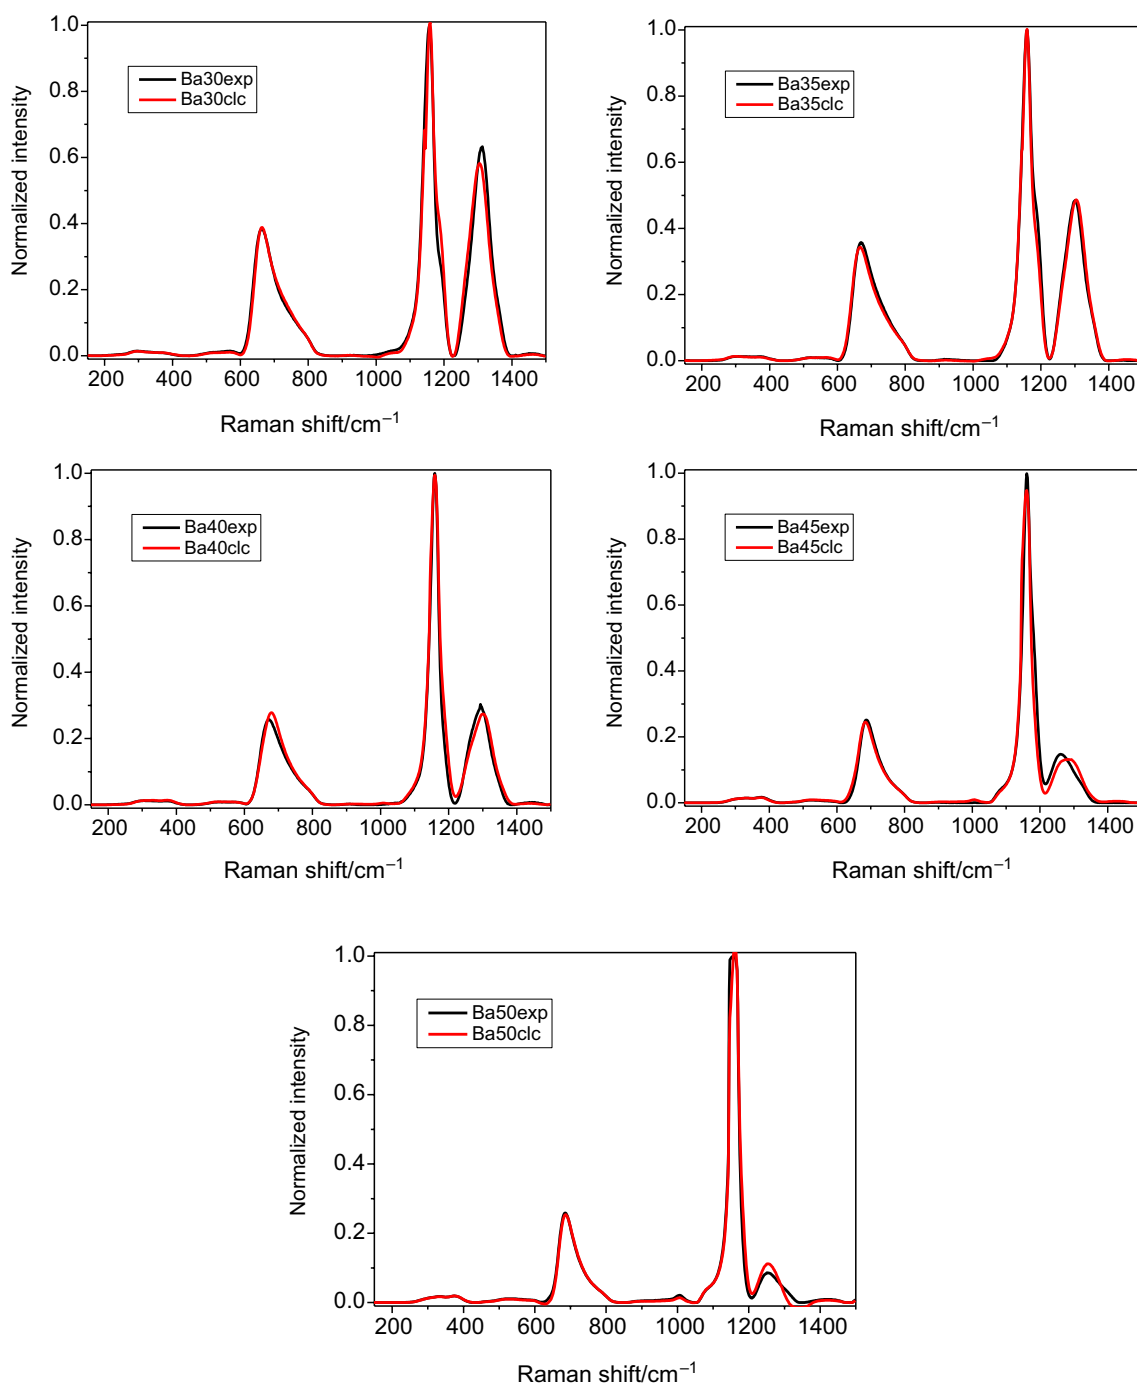 Normalized intensity
1.0
0.8
0.6
0.4
0.2
0.0
Ba30exp
Ba30clc
200 400 600 800 1000 1200 1400
Raman shift/cm⁻¹
Normalized intensity
1.0
0.8
0.6
0.4
0.2
0.0
Ba35exp
Ba35clc
200 400 600 800 1000 1200 1400
Raman shift/cm⁻¹
Normalized intensity
1.0
0.8
0.6
0.4
0.2
0.0
Ba40exp
Ba40clc
200 400 600 800 1000 1200 1400
Raman shift/cm⁻¹
Normalized intensity
1.0
0.8
0.6
0.4
0.2
0.0
Ba45exp
Ba45clc
200 400 600 800 1000 1200 1400
Raman shift/cm⁻¹
Normalized intensity
1.0
0.8
0.6
0.4
0.2
0.0
Ba50exp
Ba50clc
200 400 600 800 1000 1200 1400
Raman shift/cm⁻¹